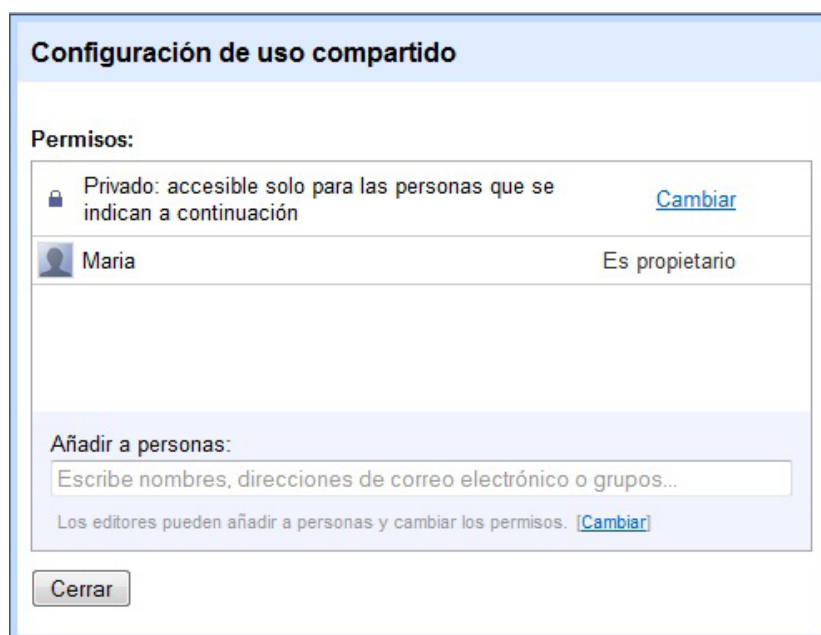 Configuración de uso compartido
Permisos:
Privado: accesible solo para las personas que se
indican a continuación
Cambiar
Maria
Es propietario
Añadir a personas:
Escribe nombres, direcciones de correo electrónico o grupos...
Los editores pueden añadir a personas y cambiar los permisos. [Cambiar]
Cerrar